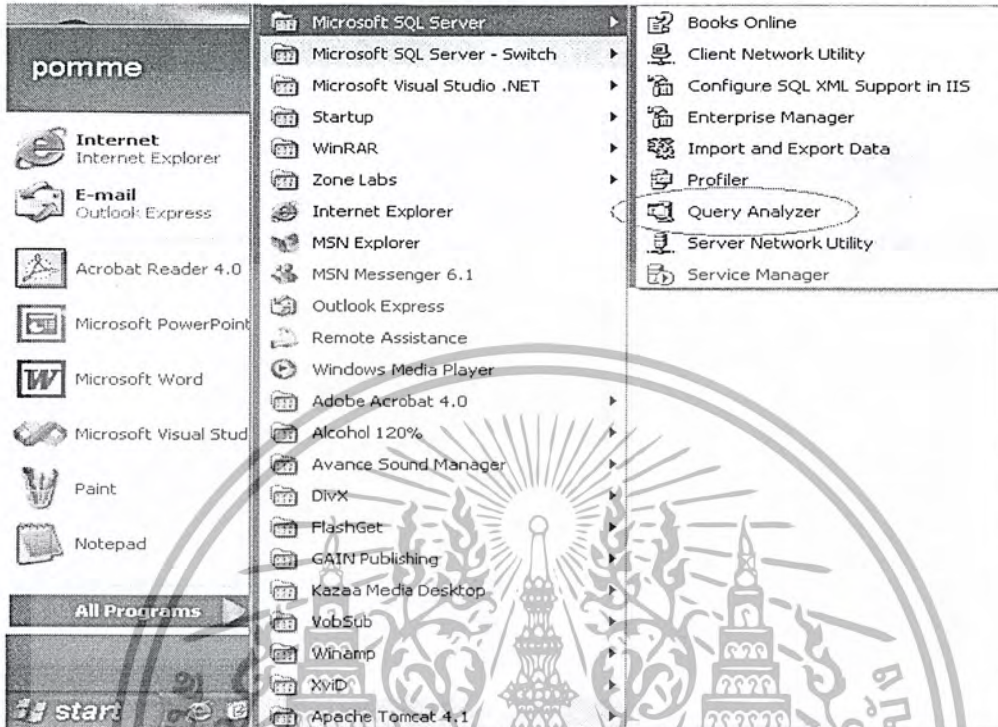 pomme
Internet
Internet Explorer
E-mail
Outlook Express
Acrobat Reader 4.0
Microsoft PowerPoint
Microsoft Word
Microsoft Visual Stud
Paint
Notepad
All Programs
start
Microsoft SQL Server
Microsoft SQL Server - Switch
Microsoft Visual Studio .NET
Startup
WinRAR
Zone Labs
Internet Explorer
MSN Explorer
MSN Messenger 6.1
Outlook Express
Remote Assistance
Windows Media Player
Adobe Acrobat 4.0
Alcohol 120%
Avance Sound Manager
DivX
FlashGet
GAIN Publishing
Kazaa Media Desktop
VobSub
Winamp
XviD
Apache Tomcat 4.1
Books Online
Client Network Utility
Configure SQL XML Support in IIS
Enterprise Manager
Import and Export Data
Profiler
Query Analyzer
Server Network Utility
Service Manager